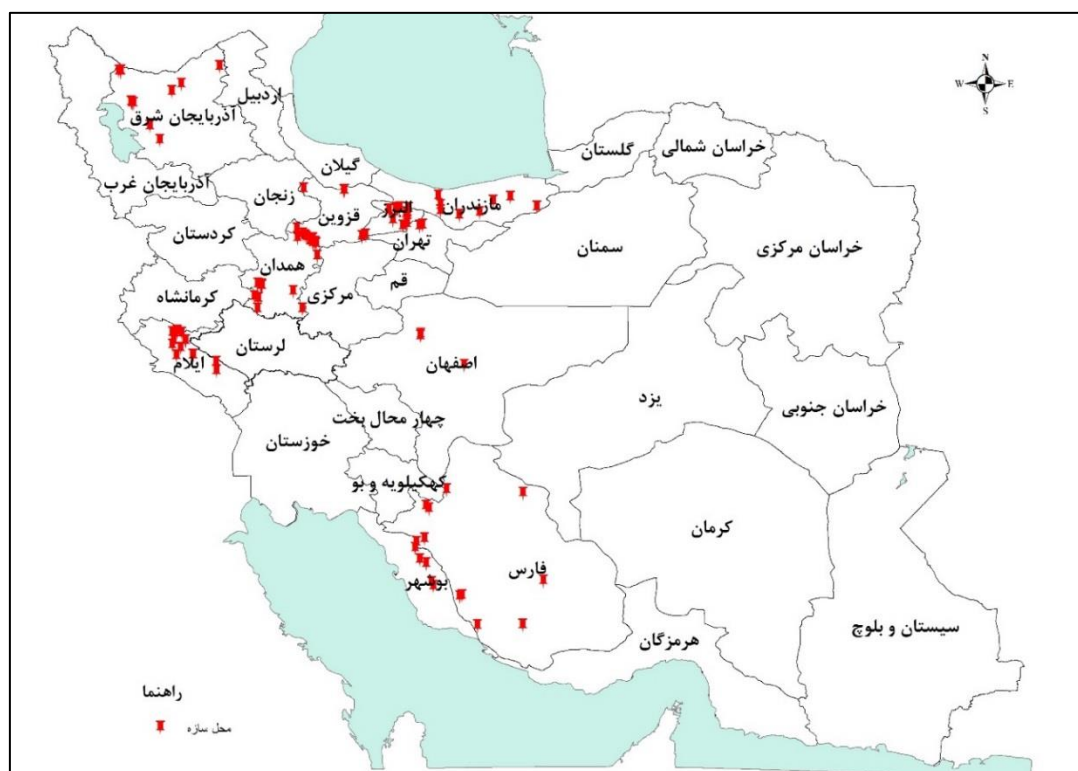 N
W E
S
اردبیل
آذربایجان شرق
گیلان
گلستان
خراسان شمالی
آذربایجان غرب
زنجان
قزوین
البرز
مازندران
تهران
کردستان
همدان
سمنان
خراسان مرکزی
قم
مرکزی
کرمانشاه
لرستان
ایلام
اصفهان
یزد
خراسان جنوبی
چهار محال بخت
خوزستان
کهکیلویه و بو
کرمان
فارس
بوشهر
سیستان و بلوچ
هرمزگان
راهنما
محل سازه